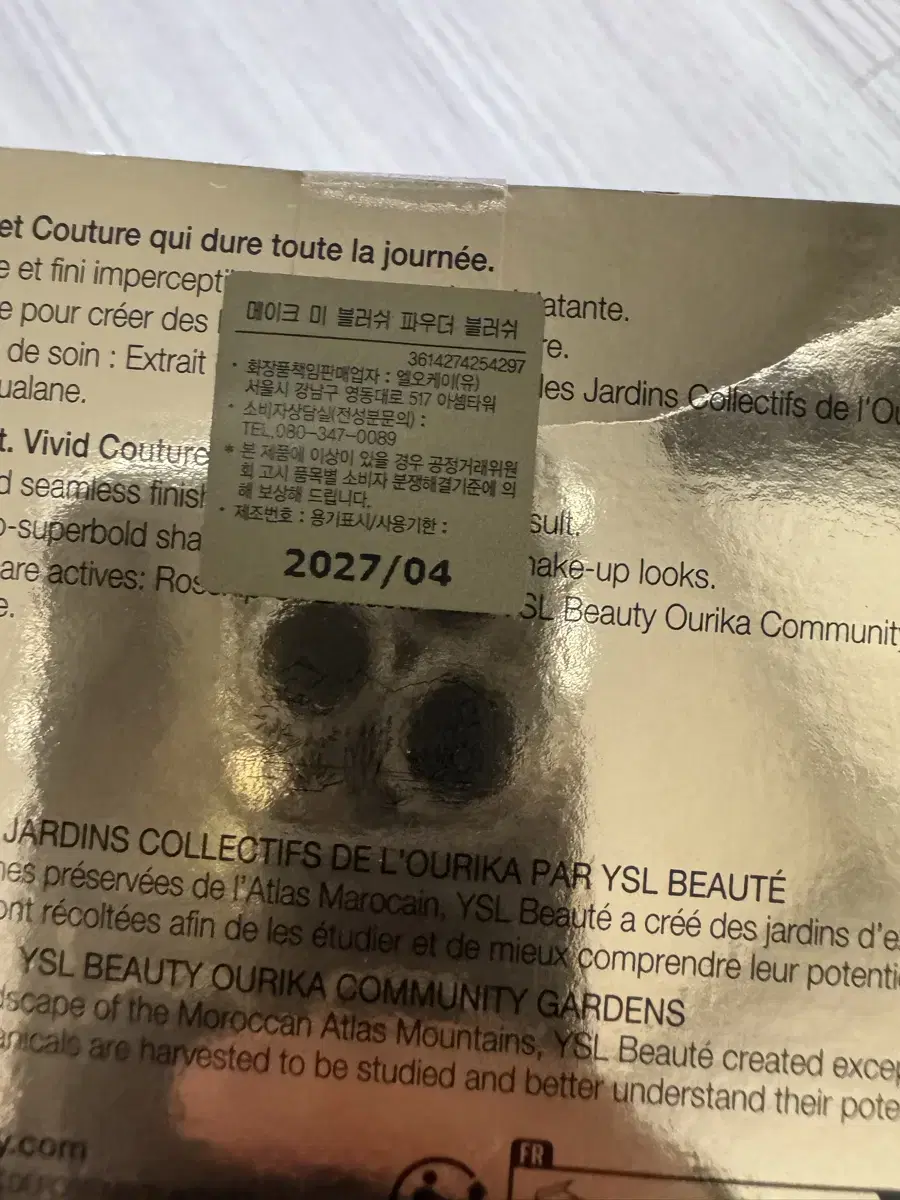 et Couture qui dure toute la journée.
e et fini impercepti
atante.
e pour créer des
re.
de soin : Extrait
les Jardins Collectifs de l'Ou
ualane.
메이크 미 블러쉬 파우더 블러쉬
3614274254297
• 화장품책임판매업자 : 엘오케이(유)
서울시 강남구 영동대로 517 아셈타워
• 소비자상담실(전성분문의) :
TEL.080-347-0089
* 본 제품에 이상이 있을 경우 공정거래위원
회 고시 품목별 소비자 분쟁해결기준에 의
해 보상해 드립니다.
• 제조번호 : 용기표시/사용기한 :
2027/04
t. Vivid Couture
d seamless finish
sult.
o-superbold sha
make-up looks.
are actives:
SL Beauty Ourika Community
e.
JARDINS COLLECTIFS DE L'OURIKA PAR YSL BEAUTÉ
nes préservées de l'Atlas Marocain, YSL Beauté a créé des jardins d'e
ont récoltées afin de les étudier et de mieux comprendre leur potenti
YSL BEAUTY OURIKA COMMUNITY GARDENS
dscape of the Moroccan Atlas Mountains, YSL Beauté created excep
anicals are harvested to be studied and better understand their pote
y.com
FR